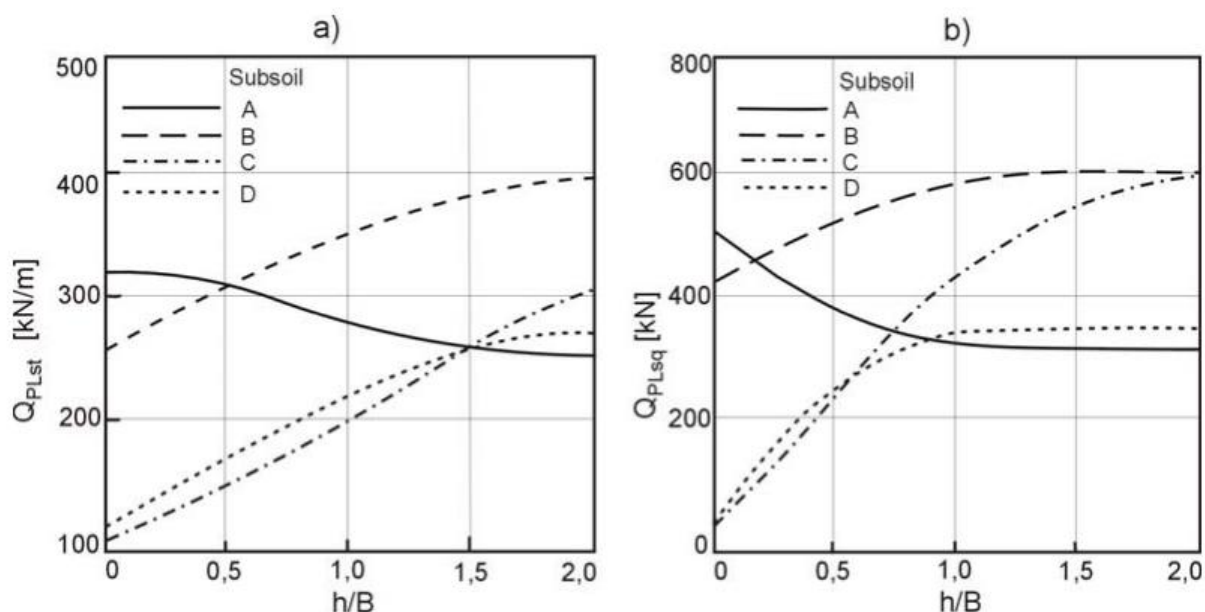 a)
500
400
300
200
100
Q_PLst [kN/m]
Subsoil
A
B
C
D
0 0,5 1,0 1,5 2,0
h/B
b)
800
600
400
200
0
Q_PLsq [kN]
Subsoil
A
B
C
D
0 0,5 1,0 1,5 2,0
h/B